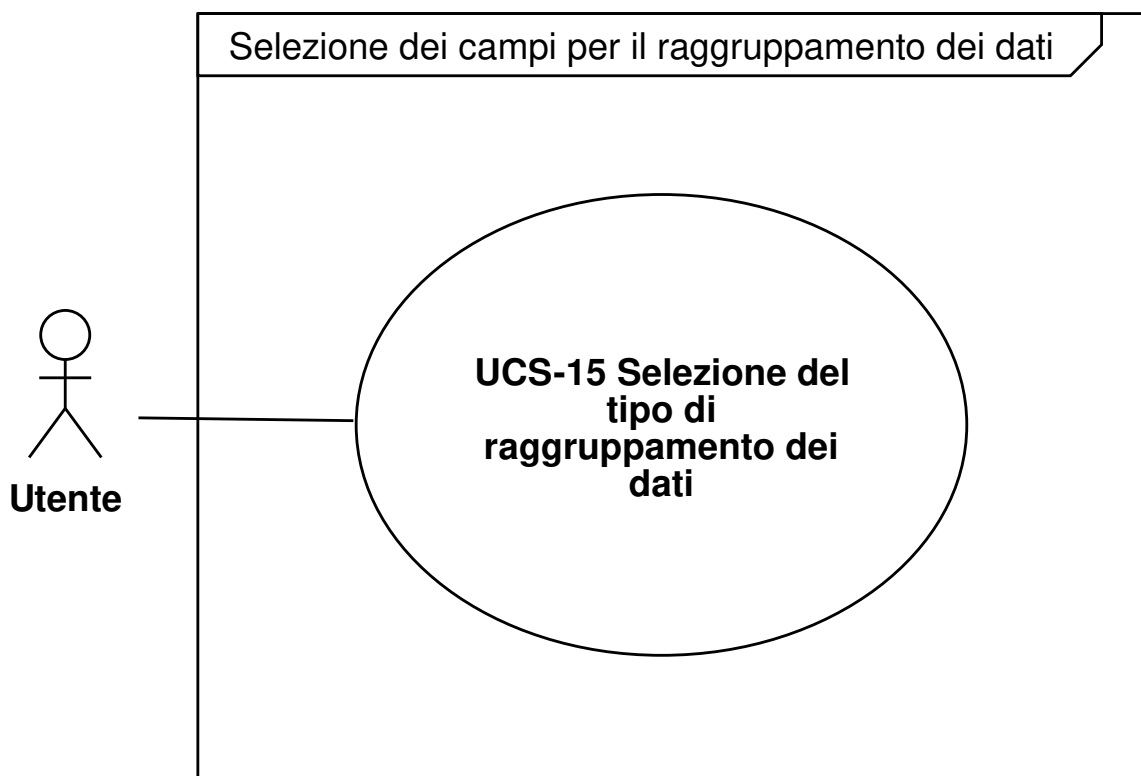 Selezione dei campi per il raggruppamento dei dati
UCS-15 Selezione del
tipo di
raggruppamento dei
dati
Utente